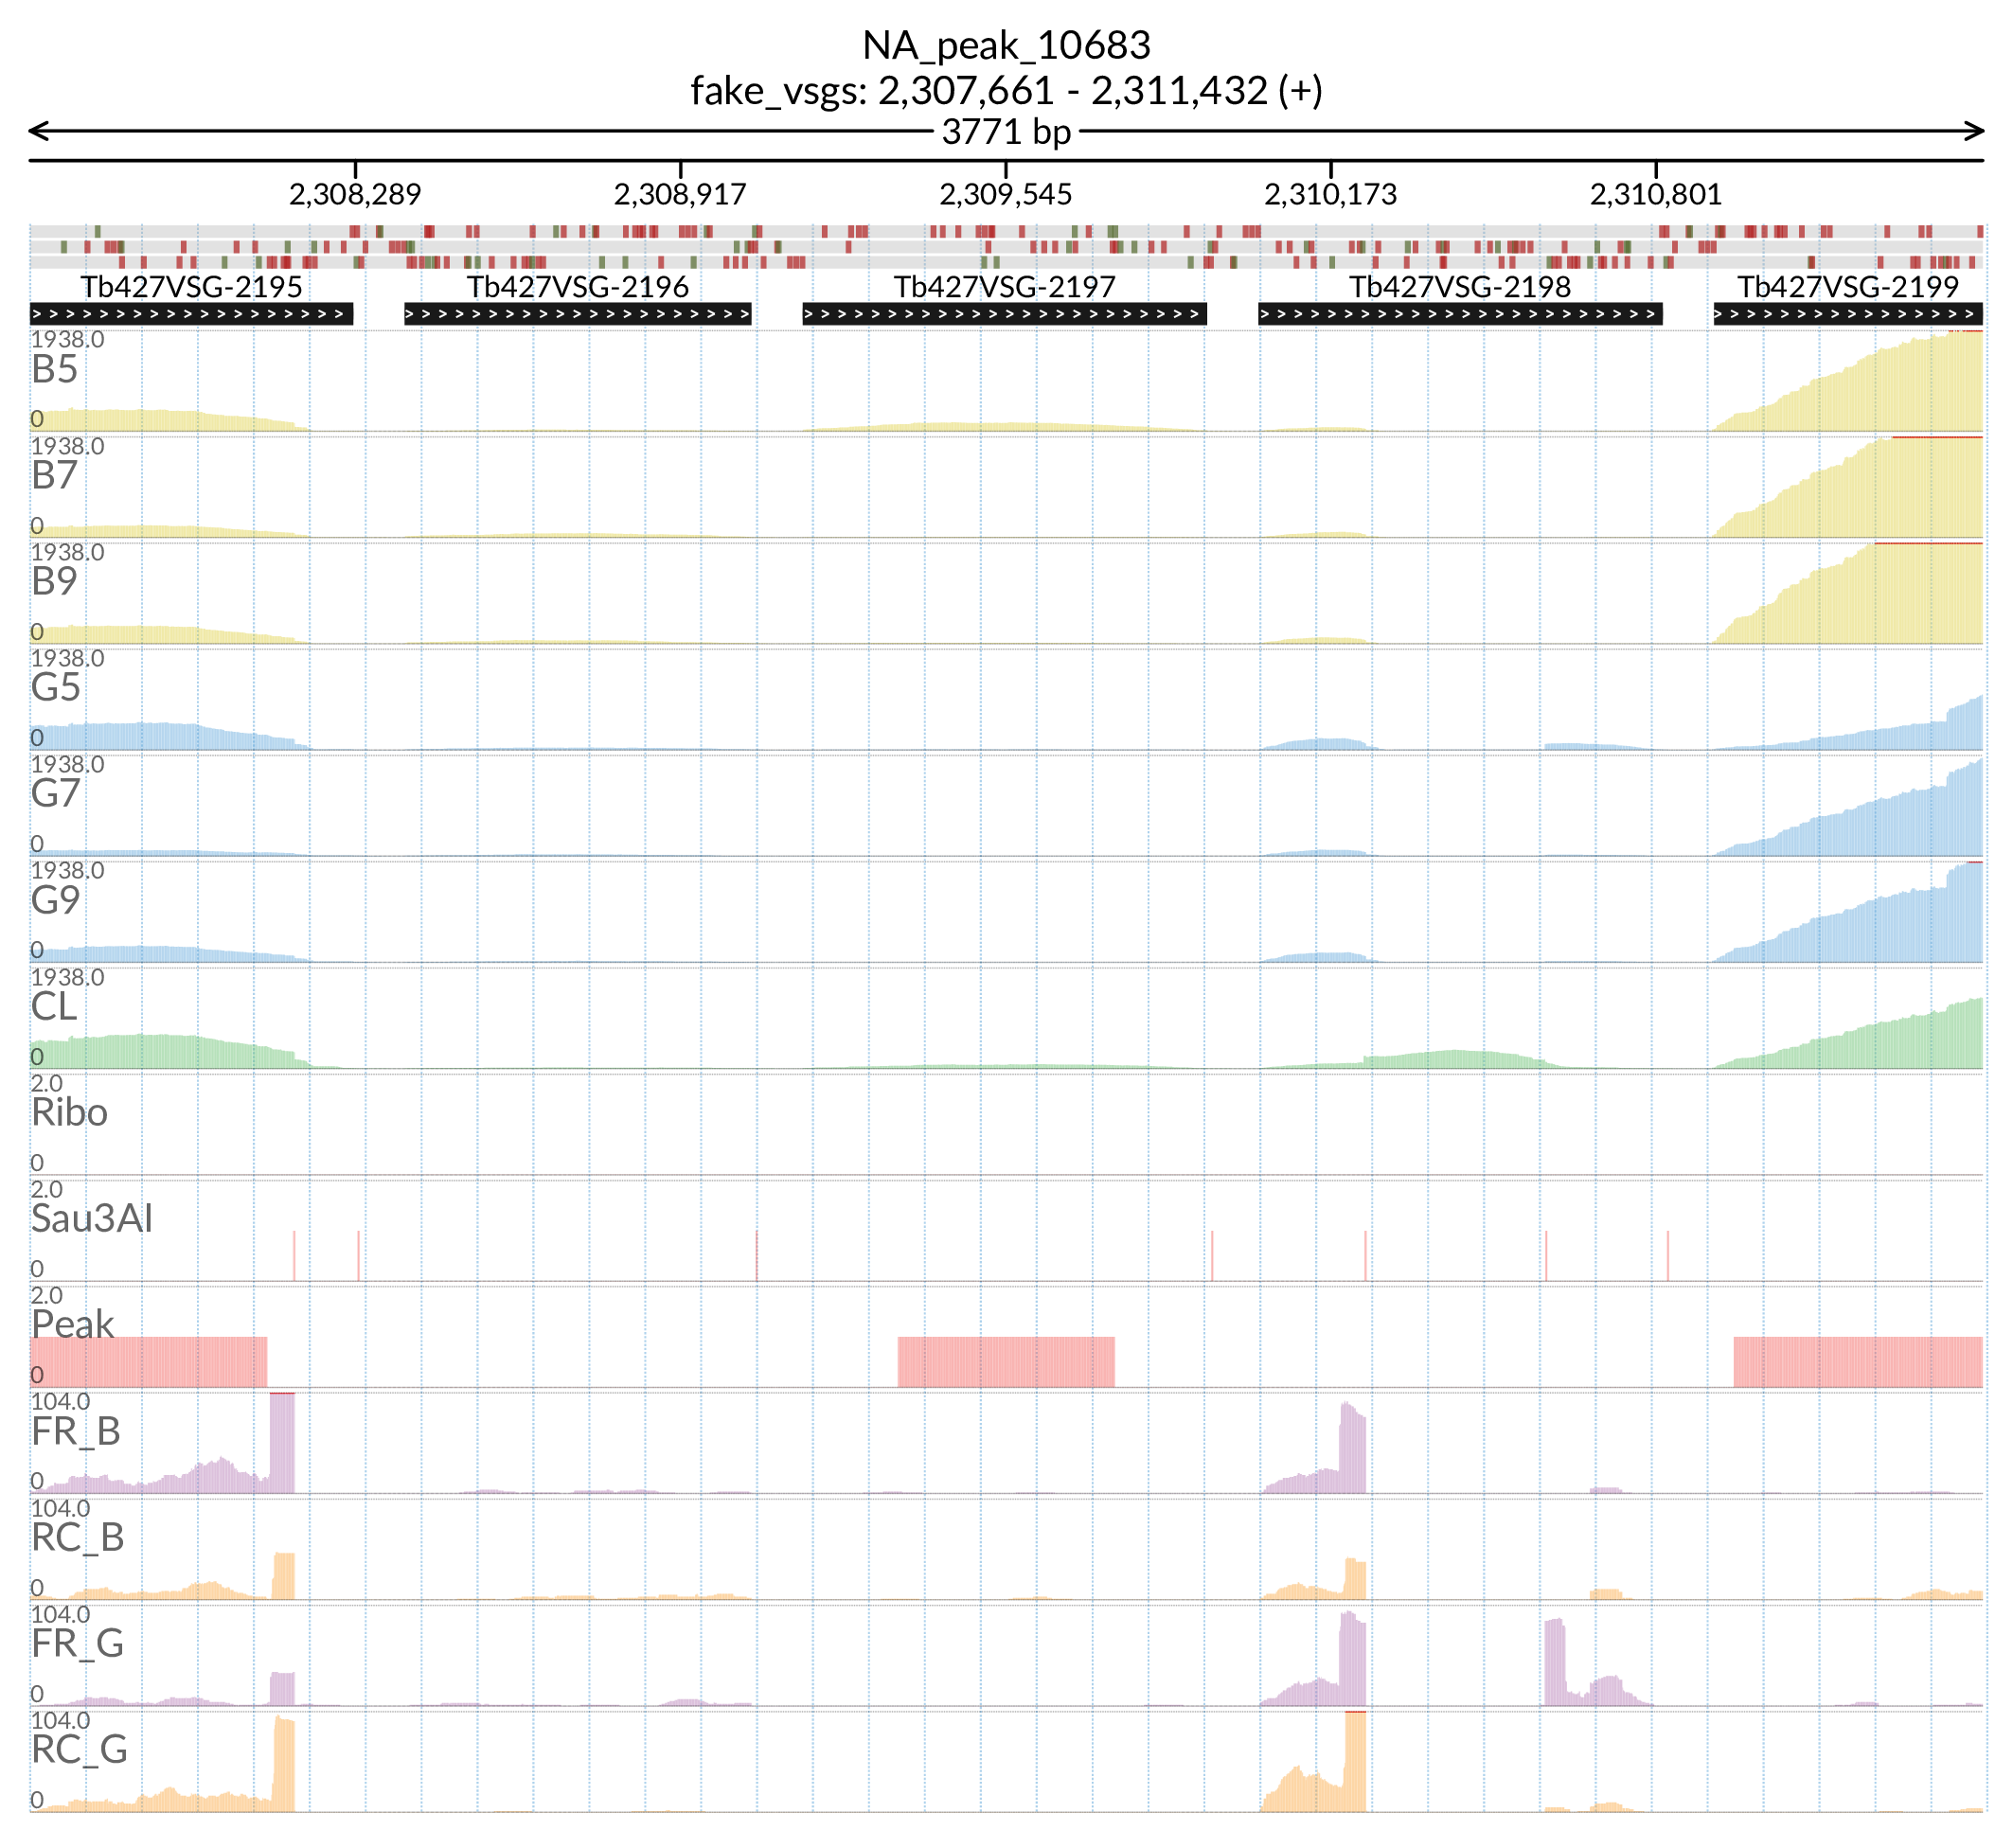 NA_peak_10683
fake_vsgs: 2,307,661 - 2,311,432 (+)
3771 bp
2,308,289 2,308,917 2,309,545 2,310,173 2,310,801
Tb427VSG-2195 Tb427VSG-2196 Tb427VSG-2197 Tb427VSG-2198 Tb427VSG-2199
1938.0
B5
0
1938.0
B7
0
1938.0
B9
0
1938.0
G5
0
1938.0
G7
0
1938.0
G9
0
1938.0
CL
0
2.0
Ribo
0
2.0
Sau3AI
0
2.0
Peak
0
104.0
FR_B
0
104.0
RC_B
0
104.0
FR_G
0
104.0
RC_G
0